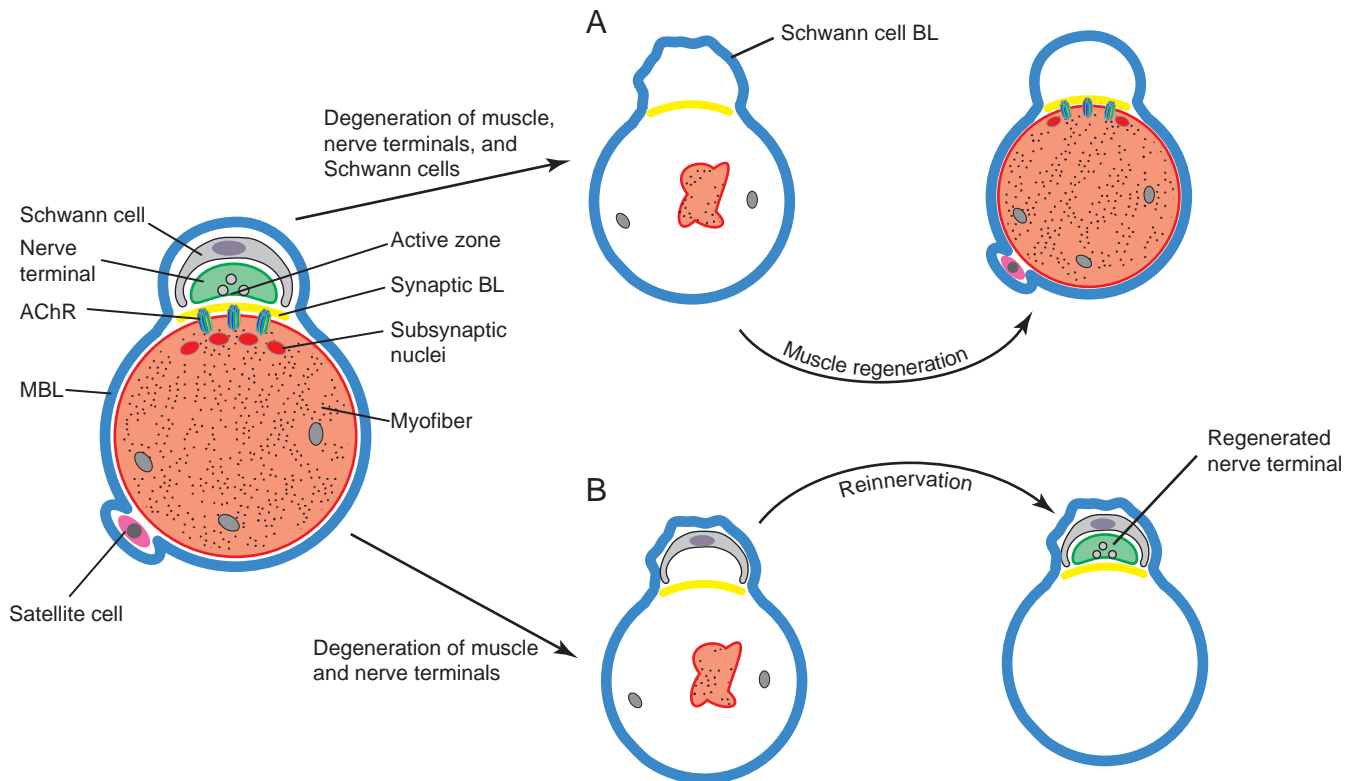 A
Schwann cell BL
Degeneration of muscle,
nerve terminals, and
Schwann cells
Schwann cell
Nerve
terminal
AChR
MBL
Satellite cell
Active zone
Synaptic BL
Subsynaptic
nuclei
Myofiber
Muscle regeneration
B
Reinnervation
Regenerated
nerve terminal
Degeneration of muscle
and nerve terminals